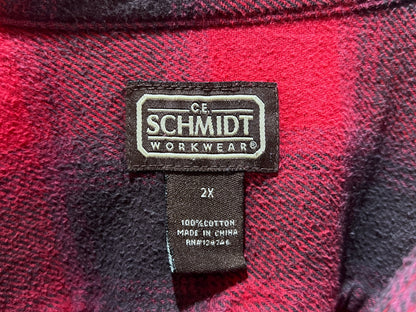 C.E.
SCHMIDT
WORKWEAR®
2X
100% COTTON
MADE IN CHINA